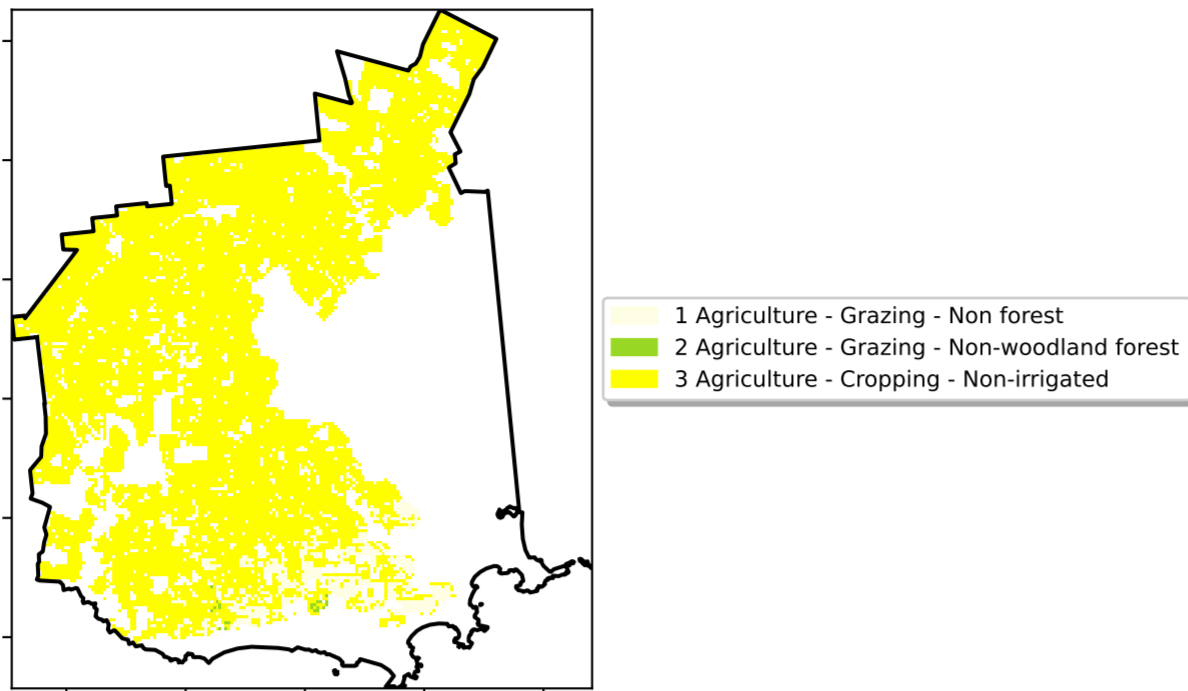 1 Agriculture - Grazing - Non forest
2 Agriculture - Grazing - Non-woodland forest
3 Agriculture - Cropping - Non-irrigated